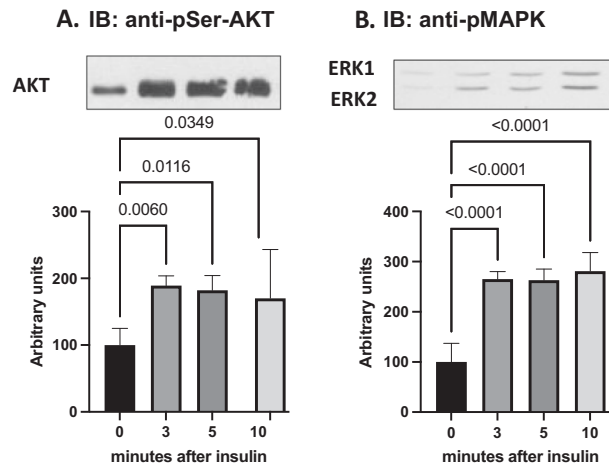 A. IB: anti-pSer-AKT
AKT
0.0349
0.0116
0.0060
300
200
100
0
Arbitrary units
0 3 5 10
minutes after insulin
B. IB: anti-pMAPK
ERK1
ERK2
<0.0001
<0.0001
<0.0001
400
300
200
100
0
Arbitrary units
0 3 5 10
minutes after insulin